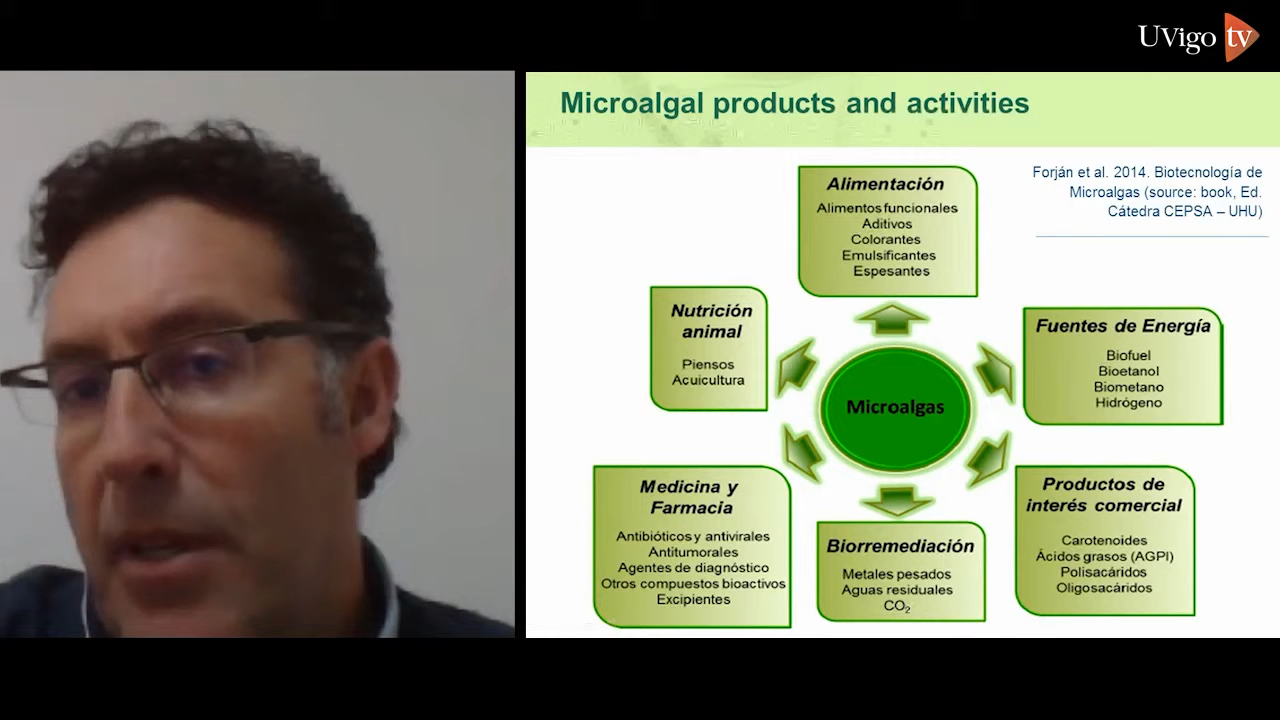 UVigo tv
Microalgal products and activities
Forján et al. 2014. Biotecnología de
Microalgas (source: book, Ed.
Cátedra CEPSA – UHU)
Alimentación
Alimentos funcionales
Aditivos
Colorantes
Emulsificantes
Espesantes
Nutrición
animal
Piensos
Acuicultura
Fuentes de Energía
Biofuel
Bioetanol
Biometano
Hidrógeno
Microalgas
Medicina y
Farmacia
Antibióticos y antivirales
Antitumorales
Agentes de diagnóstico
Otros compuestos bioactivos
Excipientes
Biorremediación
Metales pesados
Aguas residuales
CO₂
Productos de
interés comercial
Carotenoides
Ácidos grasos (AGPI)
Polisacáridos
Oligosacáridos